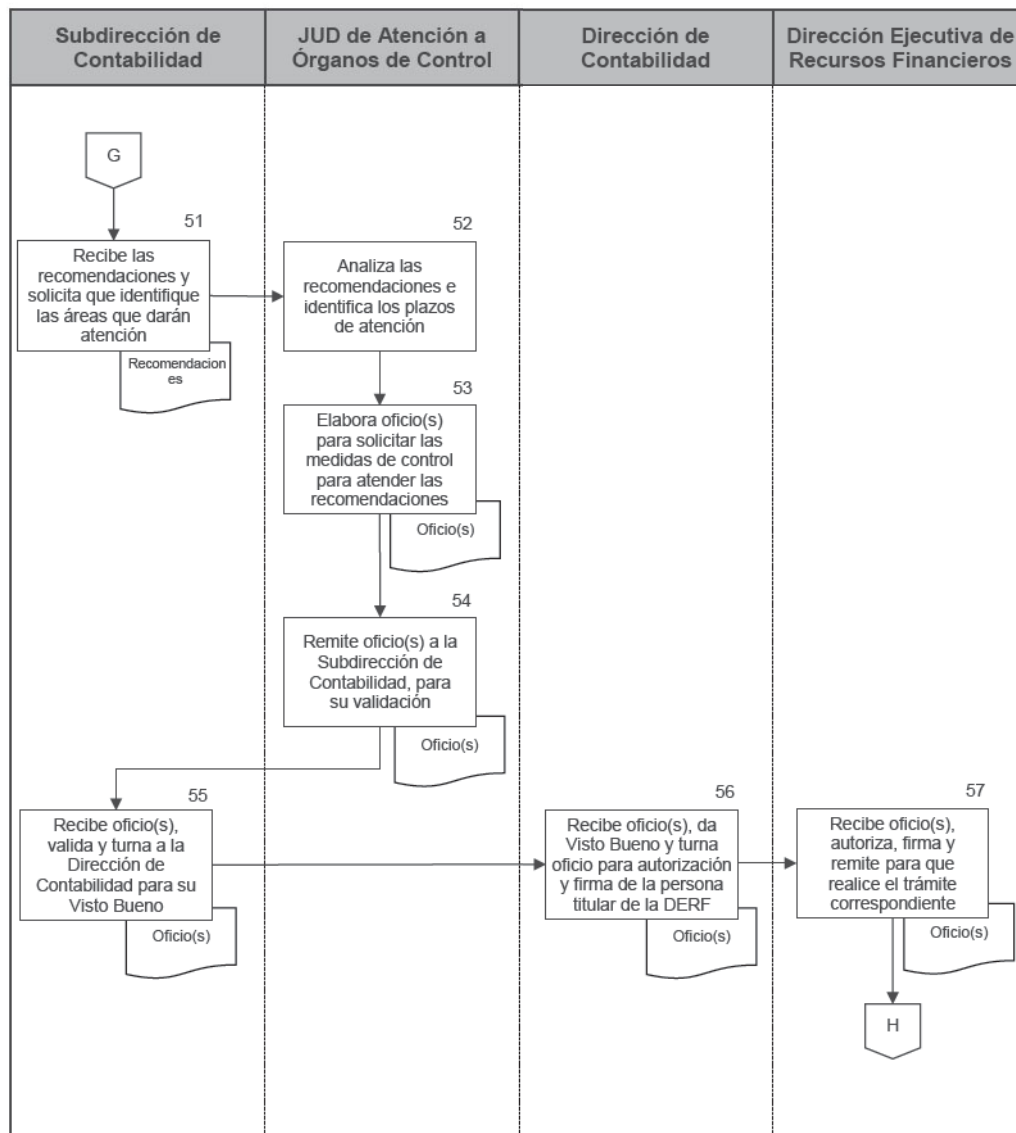 Subdirección de
Contabilidad
JUD de Atención a
Órganos de Control
Dirección de
Contabilidad
Dirección Ejecutiva de
Recursos Financieros
G
51
Recibe las
recomendaciones y
solicita que identifique
las áreas que darán
atención
Recomendacion
es
52
Analiza las
recomendaciones e
identifica los plazos
de atención
53
Elabora oficio(s)
para solicitar las
medidas de control
para atender las
recomendaciones
Oficio(s)
54
Remite oficio(s) a la
Subdirección de
Contabilidad, para
su validación
Oficio(s)
55
Recibe oficio(s),
valida y turna a la
Dirección de
Contabilidad para su
Visto Bueno
Oficio(s)
56
Recibe oficio(s), da
Visto Bueno y turna
oficio para autorización
y firma de la persona
titular de la DERF
Oficio(s)
57
Recibe oficio(s),
autoriza, firma y
remite para que
realice el trámite
correspondiente
Oficio(s)
H